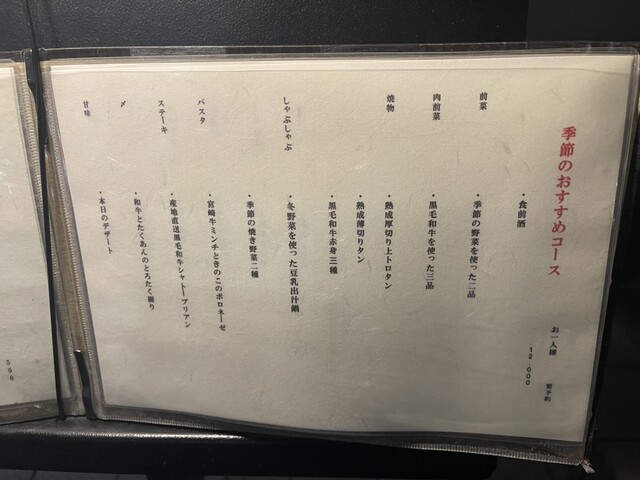 季節のおすすめコース
お一人様 12.000
要予約
・食前酒
前菜 ・季節の野菜を使った二品
肉前菜 ・黒毛和牛を使った三品
焼物 ・熟成厚切り上トロタン
・熟成薄切りタン
・黒毛和牛赤身三種
しゃぶしゃぶ ・冬野菜を使った豆乳出汁鍋
・季節の焼き野菜二種
パスタ ・宮崎牛ミンチときのこのボロネーゼ
ステーキ ・産地直送黒毛和牛シャトーブリアン
〆 ・和牛とたくあんのとろたく握り
甘味 ・本日のデザート
500